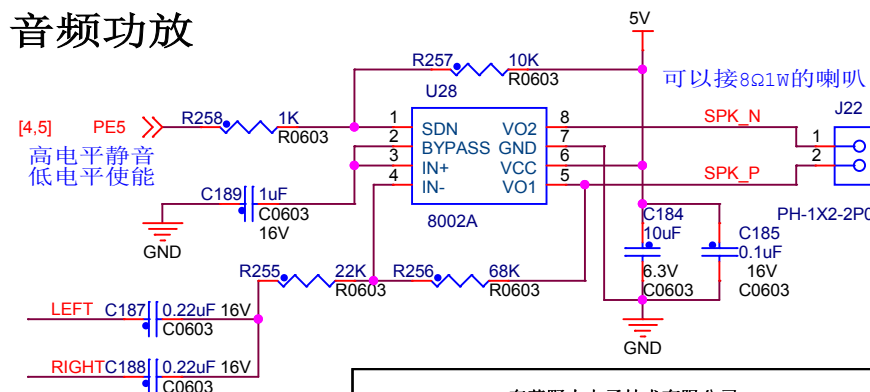 音频功放
5V
R257 10K
R0603
U28
可以接8Ω1W的喇叭
[4,5] PE5
R258 1K
R0603
高电平静音
低电平使能
1 SDN VO2 8
2 BYPASS GND 7
3 IN+ VCC 6
4 IN- VO1 5
8002A
SPK_N
SPK_P
J22
1
2
PH-1X2-2P0
C189 1uF
C0603
16V
GND
C184
10uF
6.3V
C0603
C185
0.1uF
16V
C0603
GND
R255 22K
R0603
R256 68K
R0603
LEFT C187 0.22uF 16V
C0603
RIGHT C188 0.22uF 16V
C0603